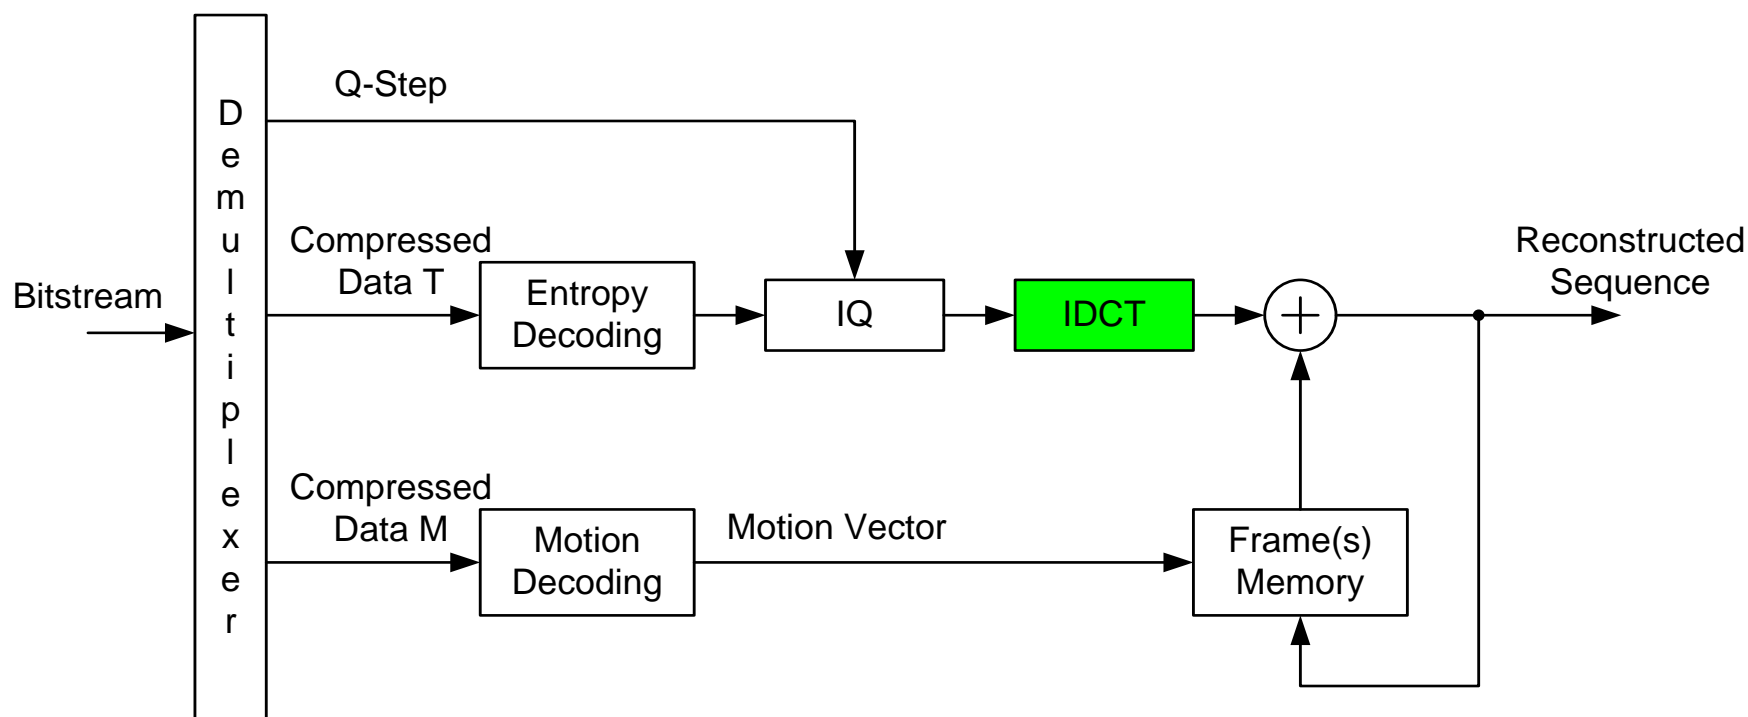 Bitstream
D
e
m
u
l
t
i
p
l
e
x
e
r
Q-Step
Compressed
Data T
Entropy
Decoding
IQ
IDCT
+
Reconstructed
Sequence
Compressed
Data M
Motion
Decoding
Motion Vector
Frame(s)
Memory